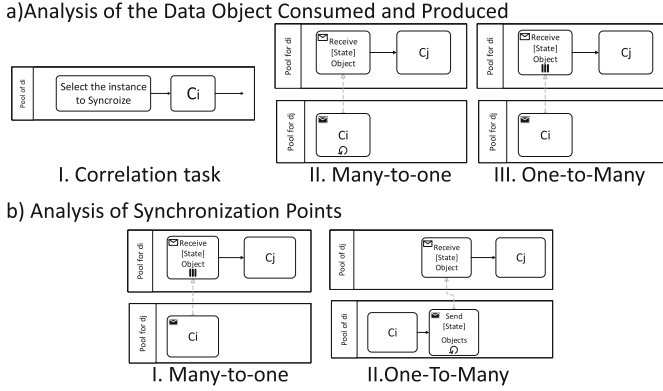 a)Analysis of the Data Object Consumed and Produced
Pool of di
Select the instance
to Syncroize
Ci
I. Correlation task
Pool for di
Receive
[State]
Object
Cj
Pool for dj
Ci
II. Many-to-one
Pool for di
Receive
[State]
Object
Cj
Pool for dj
Ci
III. One-to-Many
b) Analysis of Synchronization Points
Pool for di
Receive
[State]
Object
Cj
Pool for dj
Ci
I. Many-to-one
Pool of dj
Receive
[State]
Object
Cj
Pool of di
Ci
Send
[State]
Objects
II.One-To-Many